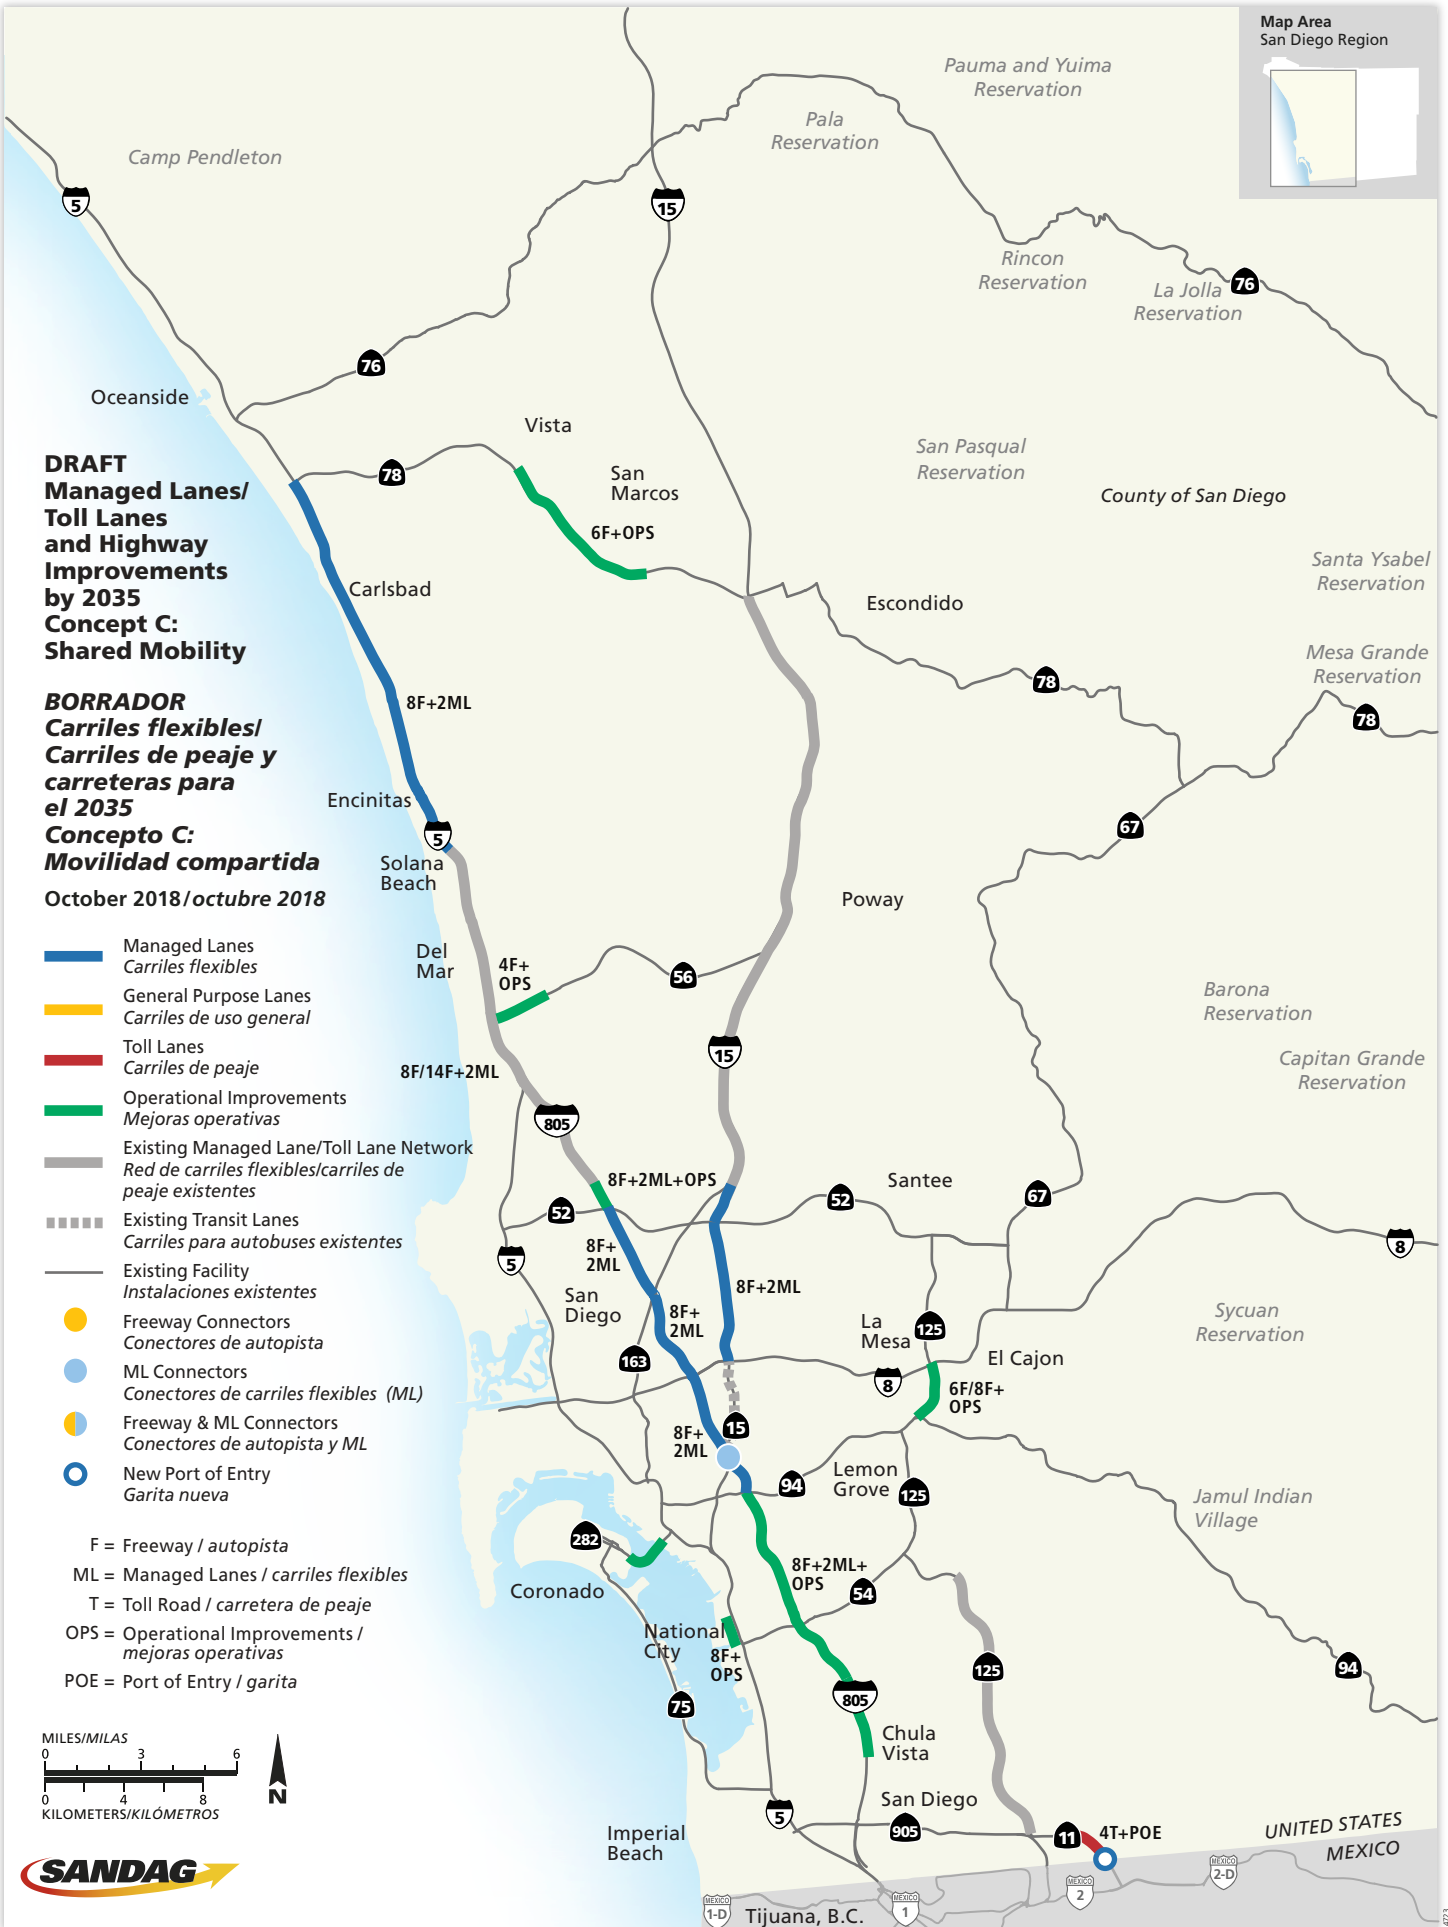 Map Area
San Diego Region
Pauma and Yuima
Reservation
Pala
Reservation
Camp Pendleton
5
15
Rincon
Reservation
La Jolla
Reservation
76
76
Oceanside
Vista
78
San
Marcos
6F+OPS
San Pasqual
Reservation
County of San Diego
Santa Ysabel
Reservation
Carlsbad
Escondido
Mesa Grande
Reservation
78
78
8F+2ML
Encinitas
5
67
Solana
Beach
Poway
DRAFT
Managed Lanes/
Toll Lanes
and Highway
Improvements
by 2035
Concept C:
Shared Mobility
BORRADOR
Carriles flexibles/
Carriles de peaje y
carreteras para
el 2035
Concepto C:
Movilidad compartida
October 2018/octubre 2018
Managed Lanes
Carriles flexibles
General Purpose Lanes
Carriles de uso general
Toll Lanes
Carriles de peaje
Operational Improvements
Mejoras operativas
Existing Managed Lane/Toll Lane Network
Red de carriles flexibles/carriles de
peaje existentes
Existing Transit Lanes
Carriles para autobuses existentes
Existing Facility
Instalaciones existentes
Freeway Connectors
Conectores de autopista
ML Connectors
Conectores de carriles flexibles (ML)
Freeway & ML Connectors
Conectores de autopista y ML
New Port of Entry
Garita nueva
F = Freeway / autopista
ML = Managed Lanes / carriles flexibles
T = Toll Road / carretera de peaje
OPS = Operational Improvements /
mejoras operativas
POE = Port of Entry / garita
MILES/MILAS
0 3 6
0 4 8
KILOMETERS/KILÓMETROS
N
SANDAG
Del
Mar
4F+
OPS
56
Barona
Reservation
15
Capitan Grande
Reservation
8F/14F+2ML
805
8F+2ML+OPS
Santee
52
52
67
8
5
8F+
2ML
San
Diego
8F+
2ML
8F+2ML
La
Mesa
125
Sycuan
Reservation
163
El Cajon
8
6F/8F+
OPS
15
8F+
2ML
Lemon
Grove
94
125
Jamul Indian
Village
282
Coronado
8F+2ML+
OPS
54
National
City
8F+
OPS
125
94
75
805
Chula
Vista
San Diego
5
905
11
4T+POE
UNITED STATES
MEXICO
Imperial
Beach
MEXICO
1-D
Tijuana, B.C.
MEXICO
1
MEXICO
2
MEXICO
2-D